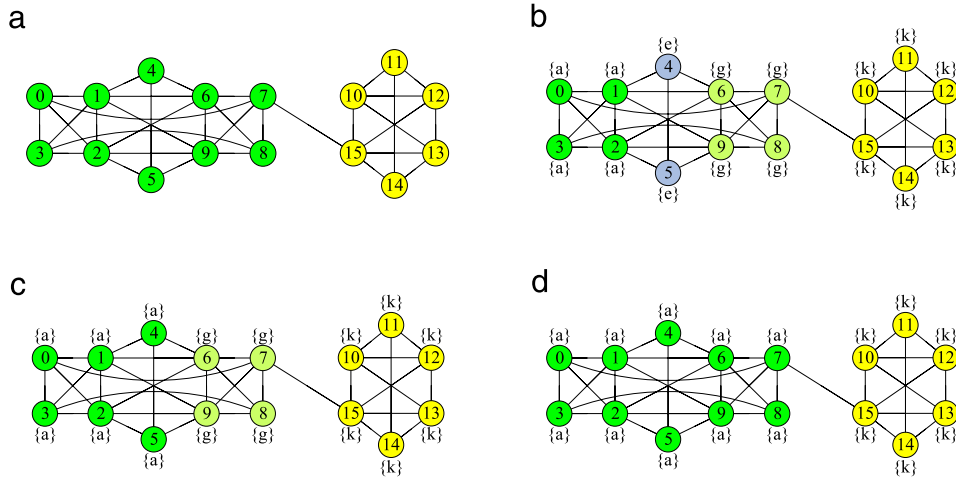 a
11
4
0 1 6 7 10 12
3 2 9 8 15 13
5 14
b
{k}
{e} 11
{a} {a} 4 {g} {g} {k} {k}
0 1 6 7 10 12
3 2 9 8 15 13
{a} {a} 5 {g} {g} {k} 14 {k}
{e} {k}
c
{k}
{a} 11
{a} {a} 4 {g} {g} {k} {k}
0 1 6 7 10 12
3 2 9 8 15 13
{a} {a} 5 {g} {g} {k} 14 {k}
{a} {k}
d
{k}
{a} 11
{a} {a} 4 {a} {a} {k} {k}
0 1 6 7 10 12
3 2 9 8 15 13
{a} {a} 5 {a} {a} {k} 14 {k}
{a} {k}